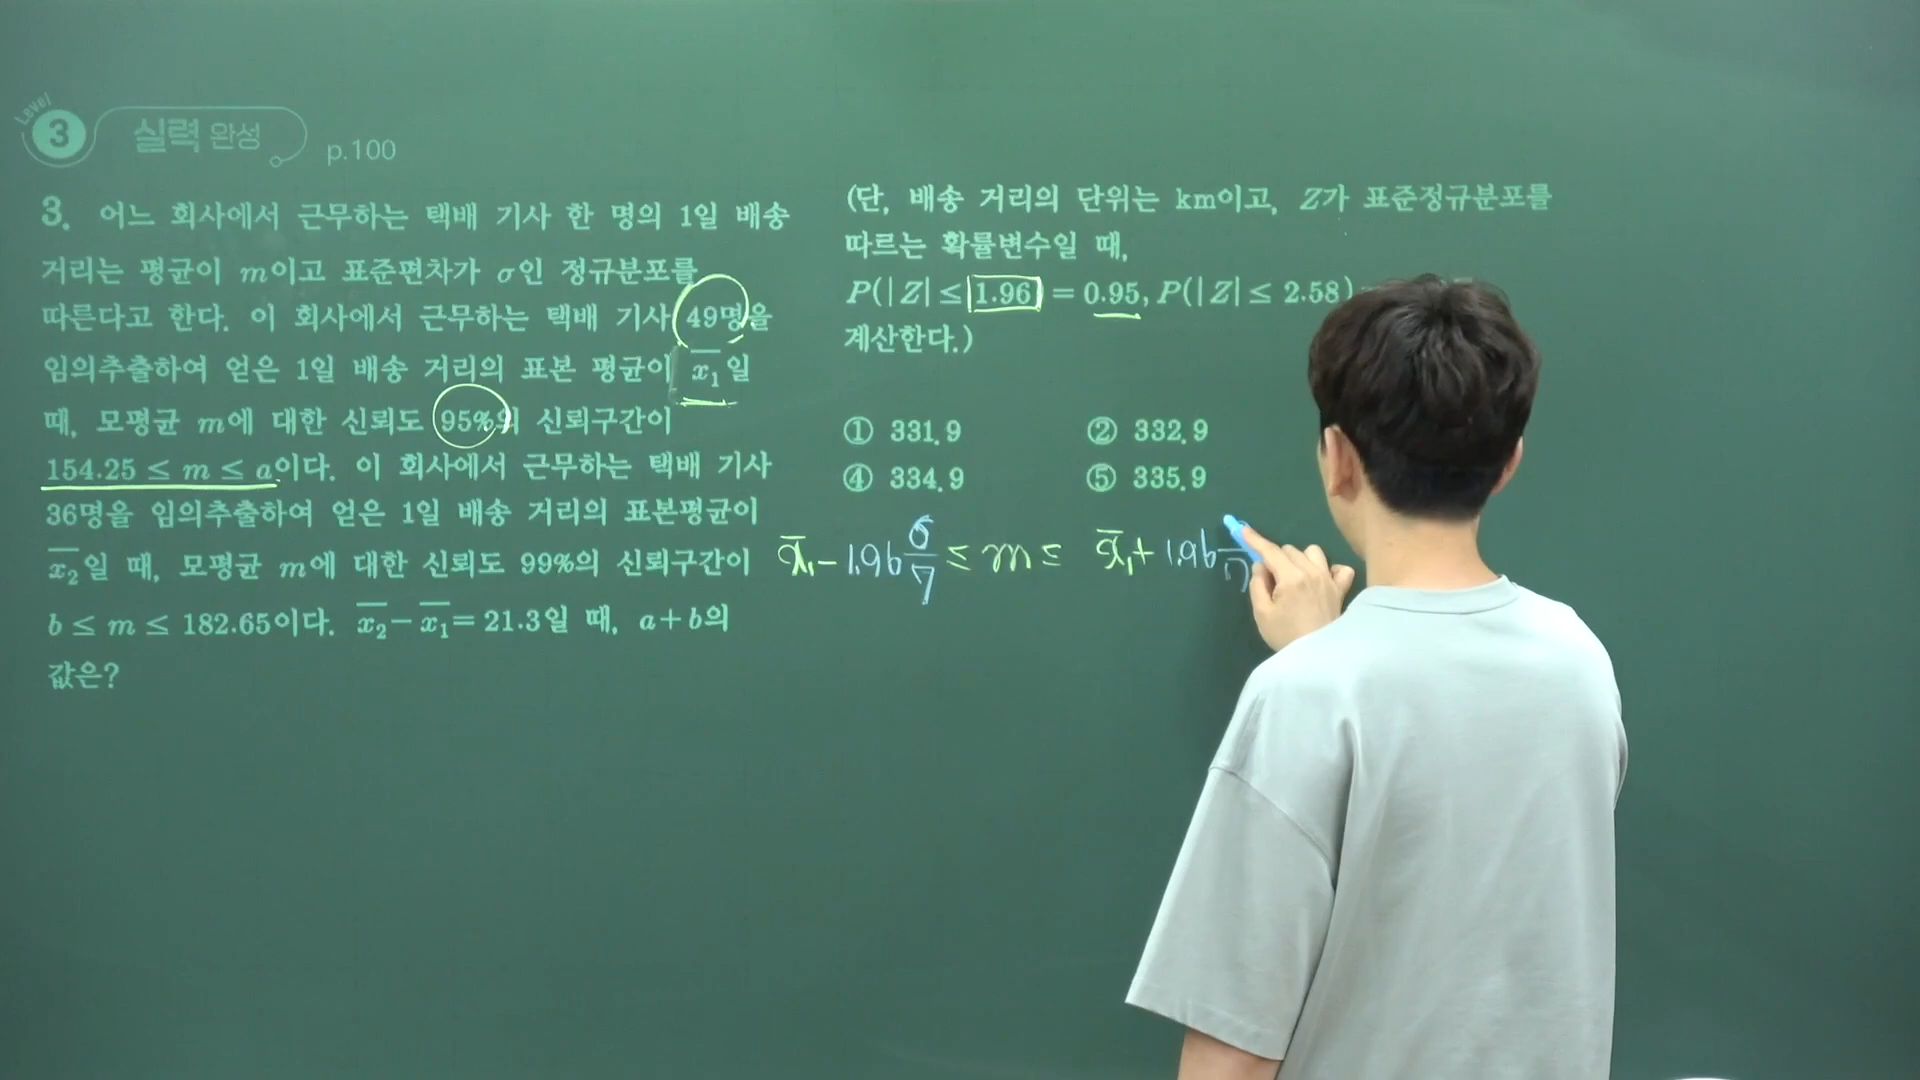 Level
3 실력 완성 p.100
3. 어느 회사에서 근무하는 택배 기사 한 명의 1일 배송
거리는 평균이 m이고 표준편차가 σ인 정규분포를
따른다고 한다. 이 회사에서 근무하는 택배 기사 49명을
임의추출하여 얻은 1일 배송 거리의 표본 평균이 x̅₁일
때, 모평균 m에 대한 신뢰도 95%의 신뢰구간이
154.25 ≤ m ≤ a이다. 이 회사에서 근무하는 택배 기사
36명을 임의추출하여 얻은 1일 배송 거리의 표본평균이
x̅₂일 때, 모평균 m에 대한 신뢰도 99%의 신뢰구간이
b ≤ m ≤ 182.65이다. x̅₂ − x̅₁ = 21.3일 때, a+b의
값은?
(단, 배송 거리의 단위는 km이고, Z가 표준정규분포를
따르는 확률변수일 때,
P(|Z| ≤ 1.96) = 0.95, P(|Z| ≤ 2.58)
계산한다.)
① 331.9 ② 332.9
④ 334.9 ⑤ 335.9
x̅₁ − 1.96 σ/7 ≤ m ≤ x̅₁ + 1.96